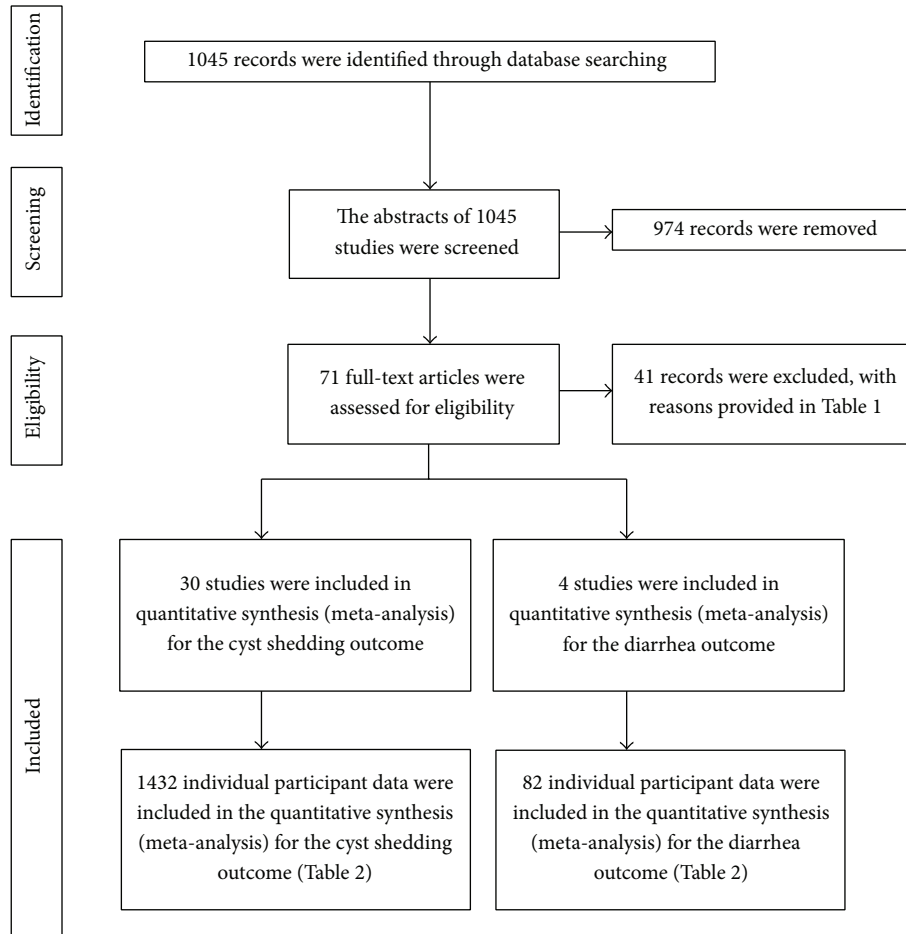 Identification
1045 records were identified through database searching
Screening
The abstracts of 1045
studies were screened
974 records were removed
Eligibility
71 full-text articles were
assessed for eligibility
41 records were excluded, with
reasons provided in Table 1
Included
30 studies were included in
quantitative synthesis (meta-analysis)
for the cyst shedding outcome
4 studies were included in
quantitative synthesis (meta-analysis)
for the diarrhea outcome
1432 individual participant data were
included in the quantitative synthesis
(meta-analysis) for the cyst shedding
outcome (Table 2)
82 individual participant data were
included in the quantitative synthesis
(meta-analysis) for the diarrhea
outcome (Table 2)